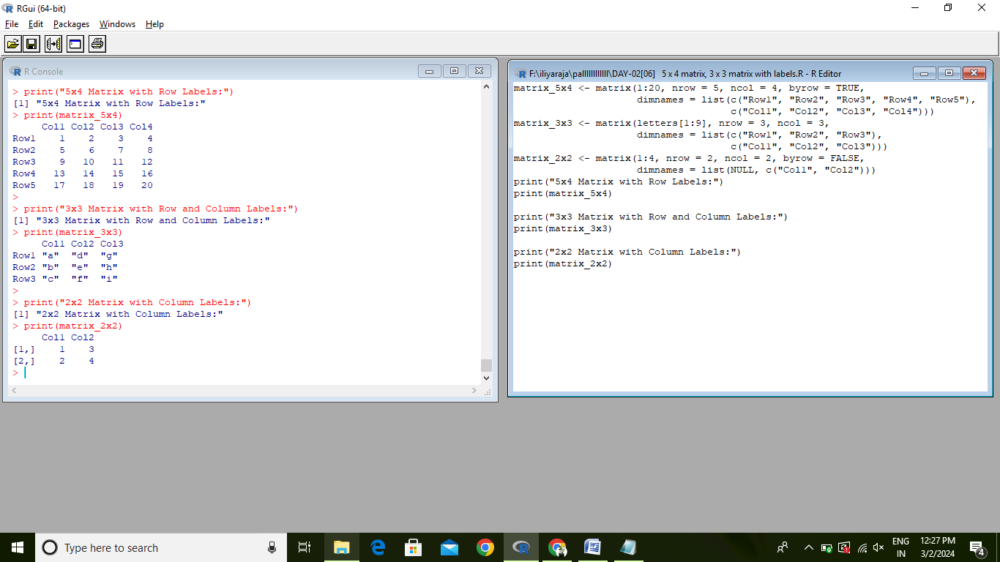 RGui (64-bit)
File Edit Packages Windows Help
R Console
> print("5x4 Matrix with Row Labels:")
[1] "5x4 Matrix with Row Labels:"
> print(matrix_5x4)
     Col1 Col2 Col3 Col4
Row1    1    2    3    4
Row2    5    6    7    8
Row3    9   10   11   12
Row4   13   14   15   16
Row5   17   18   19   20
>
> print("3x3 Matrix with Row and Column Labels:")
[1] "3x3 Matrix with Row and Column Labels:"
> print(matrix_3x3)
     Col1 Col2 Col3
Row1 "a"  "d"  "g"
Row2 "b"  "e"  "h"
Row3 "c"  "f"  "i"
>
> print("2x2 Matrix with Column Labels:")
[1] "2x2 Matrix with Column Labels:"
> print(matrix_2x2)
     Col1 Col2
[1,]    1    3
[2,]    2    4
>
5 x 4 matrix, 3 x 3 matrix with labels.R - R Editor
matrix_5x4 <- matrix(1:20, nrow = 5, ncol = 4, byrow = TRUE,
                     dimnames = list(c("Row1", "Row2", "Row3", "Row4", "Row5"),
                                     c("Col1", "Col2", "Col3", "Col4")))
matrix_3x3 <- matrix(letters[1:9], nrow = 3, ncol = 3,
                     dimnames = list(c("Row1", "Row2", "Row3"),
                                     c("Col1", "Col2", "Col3")))
matrix_2x2 <- matrix(1:4, nrow = 2, ncol = 2, byrow = FALSE,
                     dimnames = list(NULL, c("Col1", "Col2")))
print("5x4 Matrix with Row Labels:")
print(matrix_5x4)
print("3x3 Matrix with Row and Column Labels:")
print(matrix_3x3)
print("2x2 Matrix with Column Labels:")
print(matrix_2x2)
Type here to search
ENG
IN
12:27 PM
3/2/2024
4